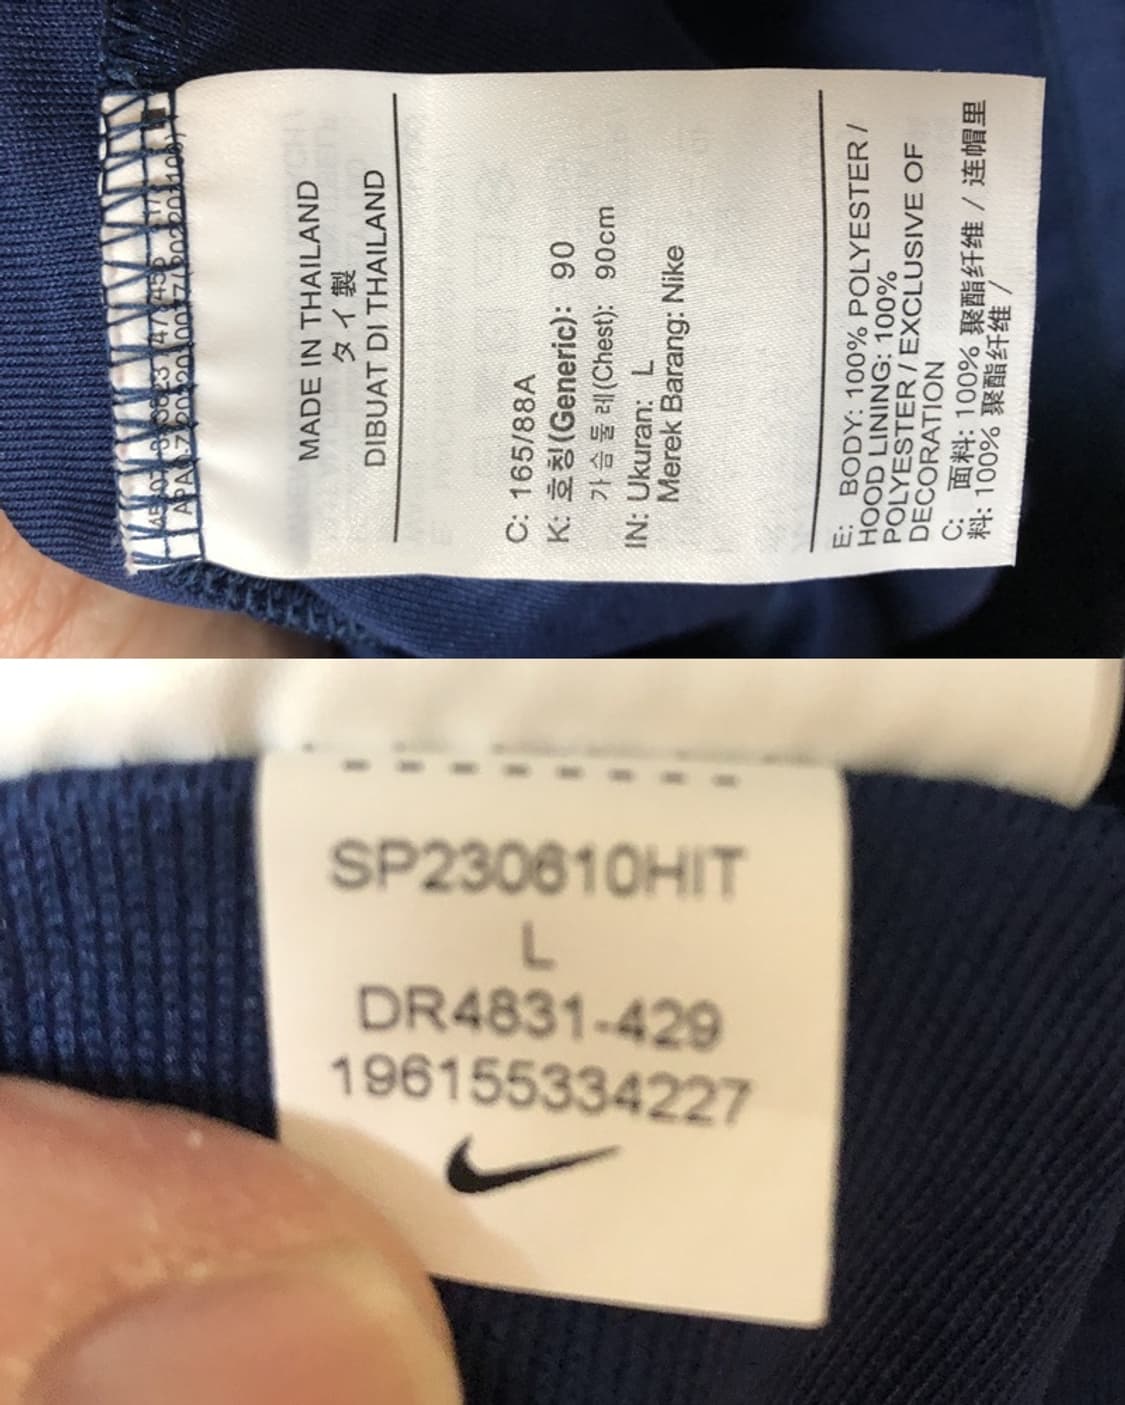 MADE IN THAILAND
タイ製
DIBUAT DI THAILAND
C: 165/88A
K: 호칭(Generic): 90
가슴둘레(Chest): 90cm
IN: Ukuran: L
Merek Barang: Nike
E: BODY: 100% POLYESTER /
HOOD LINING: 100%
POLYESTER / EXCLUSIVE OF
DECORATION
C: 面料: 100% 聚酯纤维 / 连帽里
料: 100% 聚酯纤维 /
SP230610HIT
L
DR4831-429
196155334227